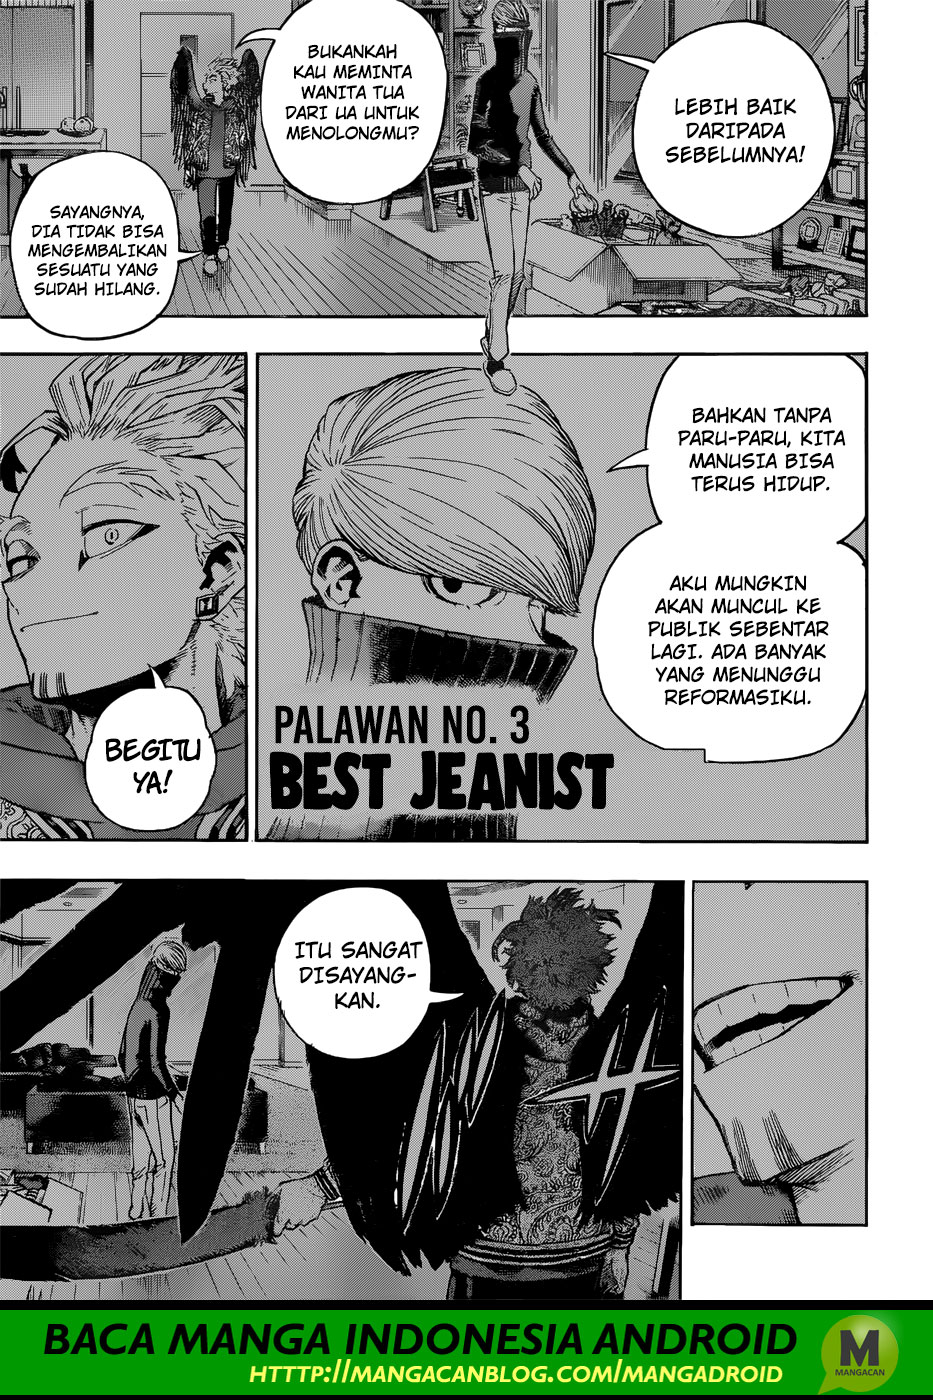 LEBIH BAIK
DARIPADA
SEBELUMNYA!
BUKANKAH
KAU MEMINTA
WANITA TUA
DARI UA UNTUK
MENOLONGMU?
SAYANGNYA,
DIA TIDAK BISA
MENGEMBALIKAN
SESUATU YANG
SUDAH HILANG.
BAHKAN TANPA
PARU-PARU, KITA
MANUSIA BISA
TERUS HIDUP.
AKU MUNGKIN
AKAN MUNCUL KE
PUBLIK SEBENTAR
LAGI. ADA BANYAK
YANG MENUNGGU
REFORMASIKU.
PALAWAN NO. 3
BEST JEANIST
BEGITU
YA!
ITU SANGAT
DISAYANG-
KAN.
BACA MANGA INDONESIA ANDROID
HTTTP://MANGACANBLOG.COM/MANGADROID
M
MANGACAN